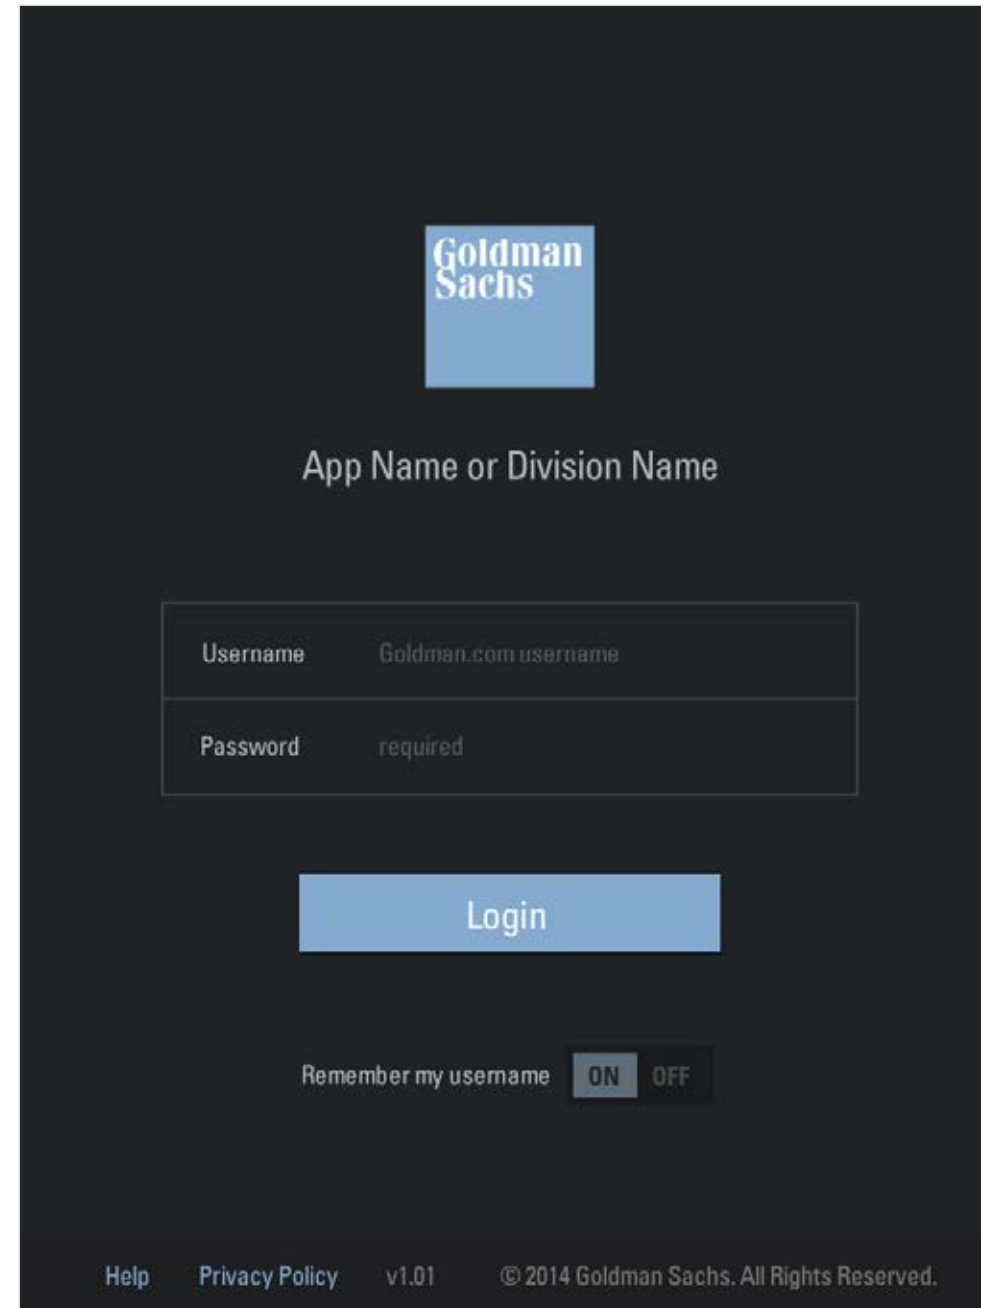 Goldman
Sachs
App Name or Division Name
Username Goldman.com username
Password required
Login
Remember my username ON OFF
Help Privacy Policy v1.01 © 2014 Goldman Sachs. All Rights Reserved.